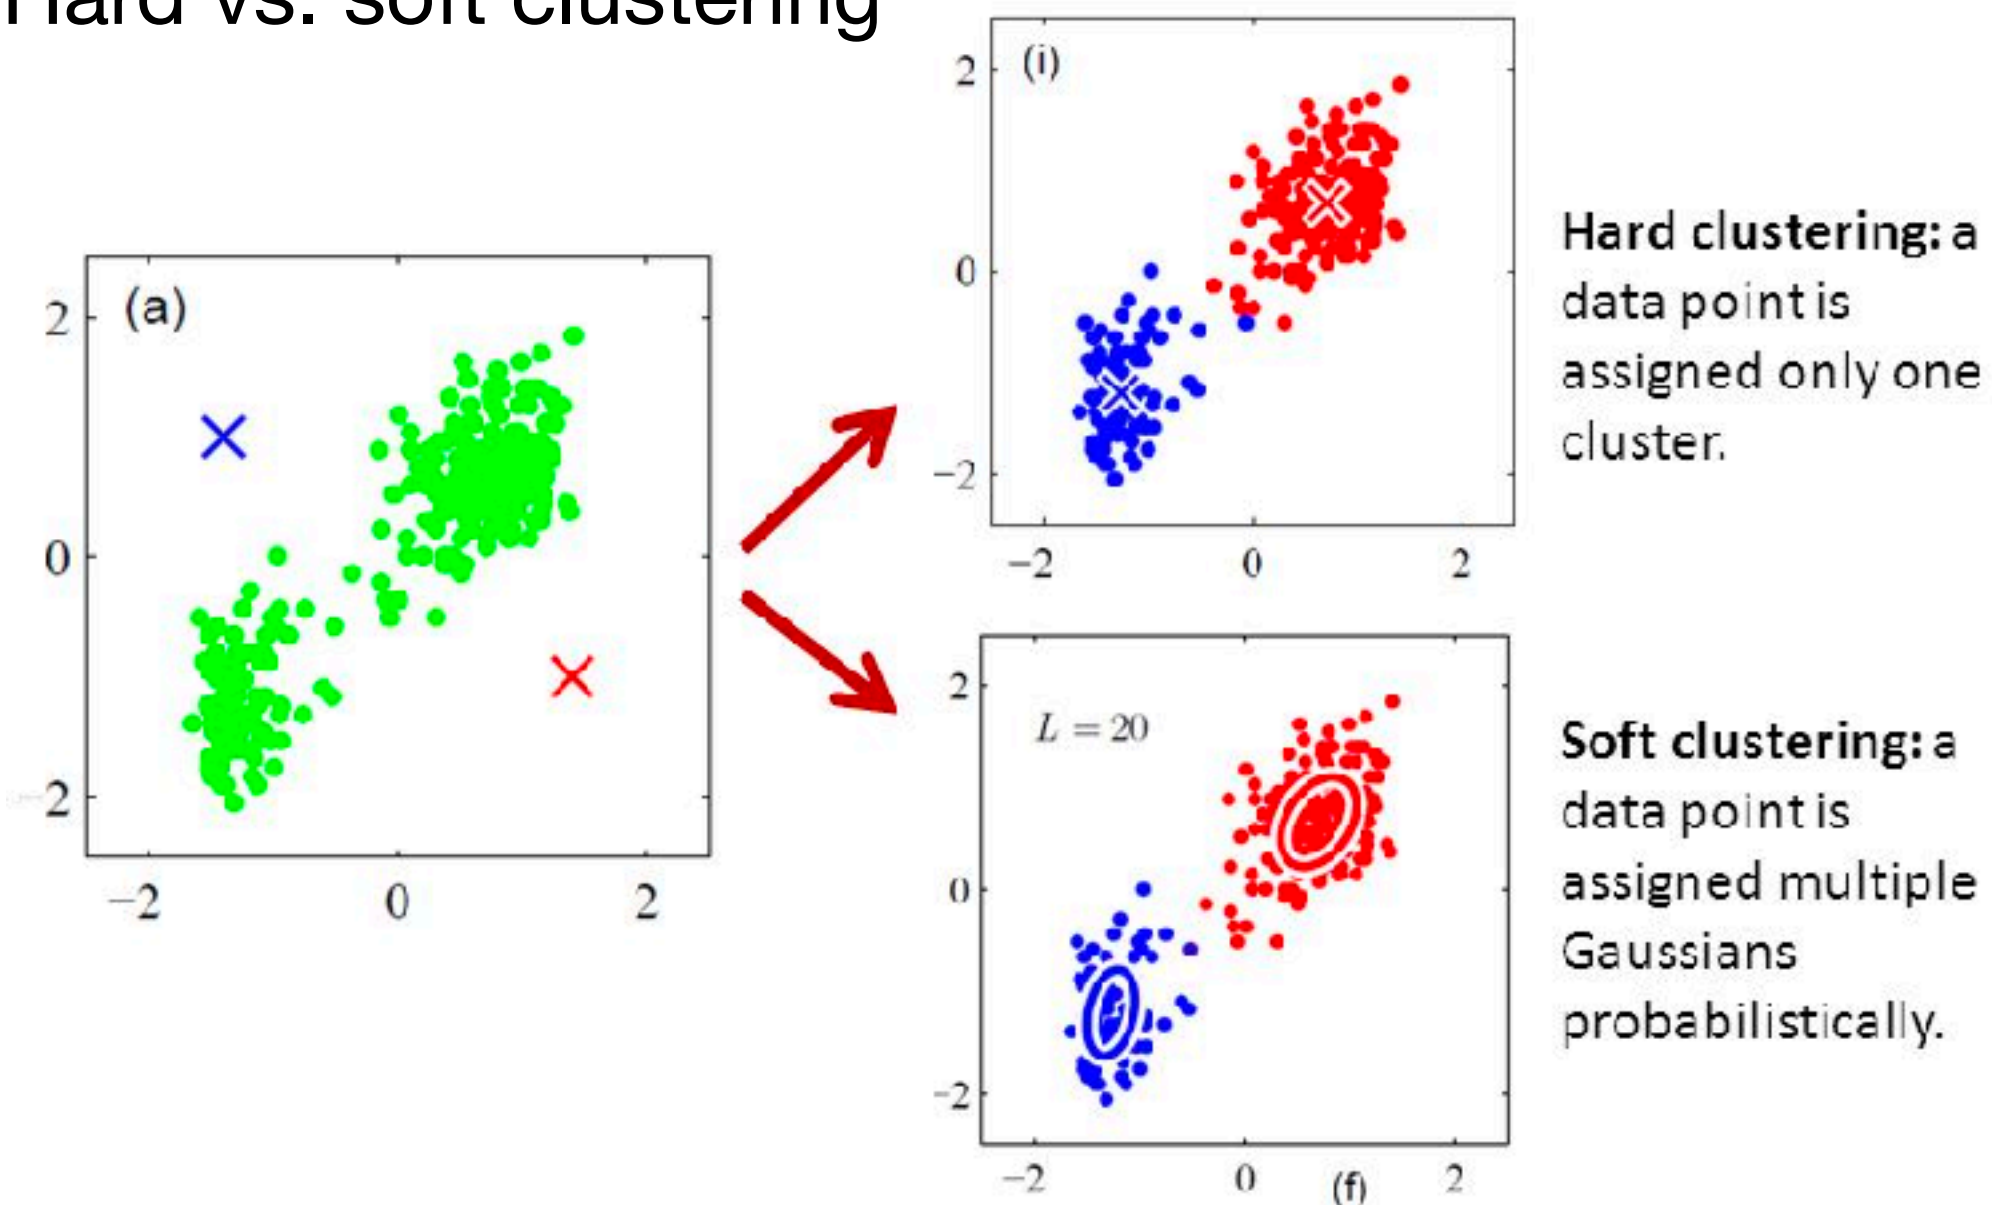 Hard vs. soft clustering
(a)
2
0
−2
−2 0 2
(i)
2
0
−2
−2 0 2
Hard clustering: a
data point is
assigned only one
cluster.
L = 20
2
0
−2
−2 0 2
(f)
Soft clustering: a
data point is
assigned multiple
Gaussians
probabilistically.